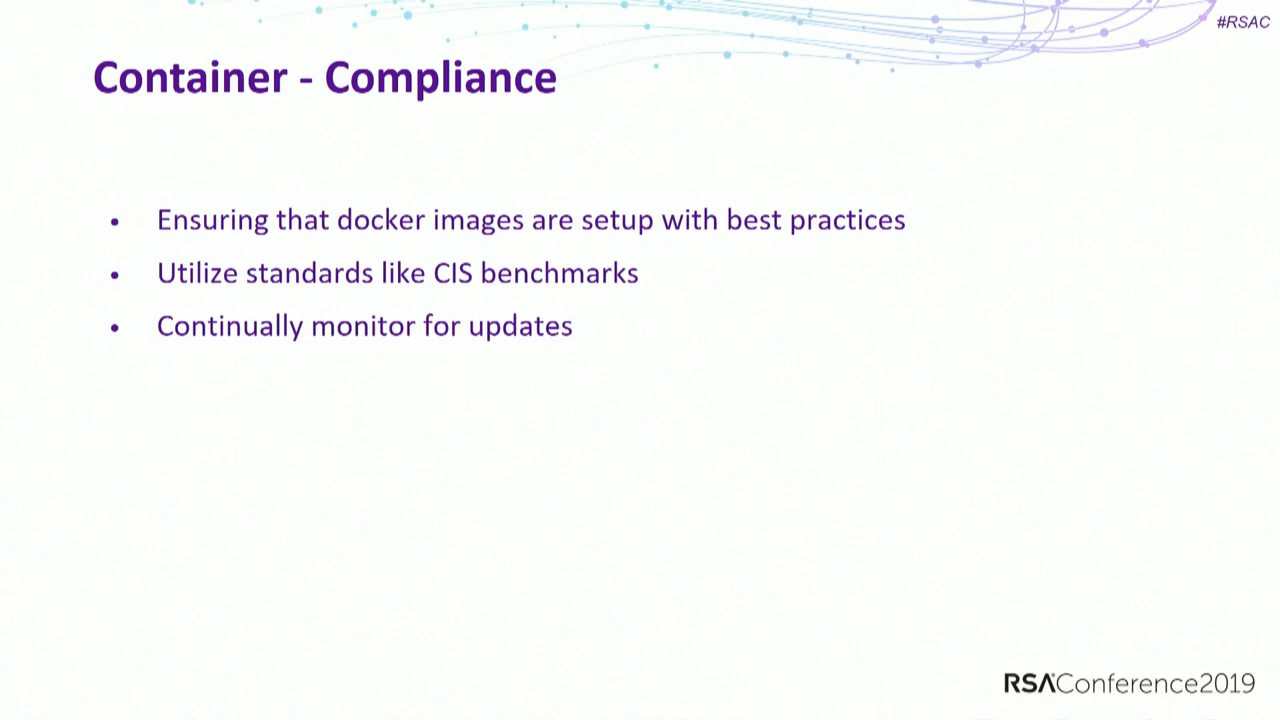 #RSAC
Container - Compliance
• Ensuring that docker images are setup with best practices
• Utilize standards like CIS benchmarks
• Continually monitor for updates
RSAConference2019